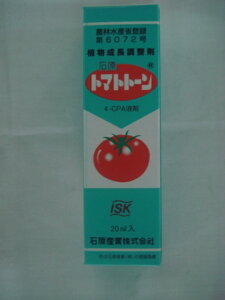 農林水産省登録
第6072号
植物成長調整剤
石原
トマトトーン®
4-CPA液剤
ISK
20ml入
石原産業株式会社